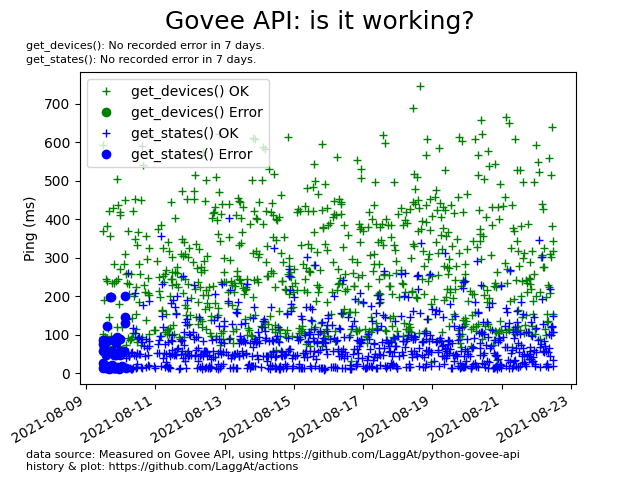 Govee API: is it working?
get_devices(): No recorded error in 7 days.
get_states(): No recorded error in 7 days.
get_devices() OK
get_devices() Error
get_states() OK
get_states() Error
Ping (ms)
700
600
500
400
300
200
100
0
2021-08-09
2021-08-11
2021-08-13
2021-08-15
2021-08-17
2021-08-19
2021-08-21
2021-08-23
data source: Measured on Govee API, using https://github.com/LaggAt/python-govee-api
history & plot: https://github.com/LaggAt/actions